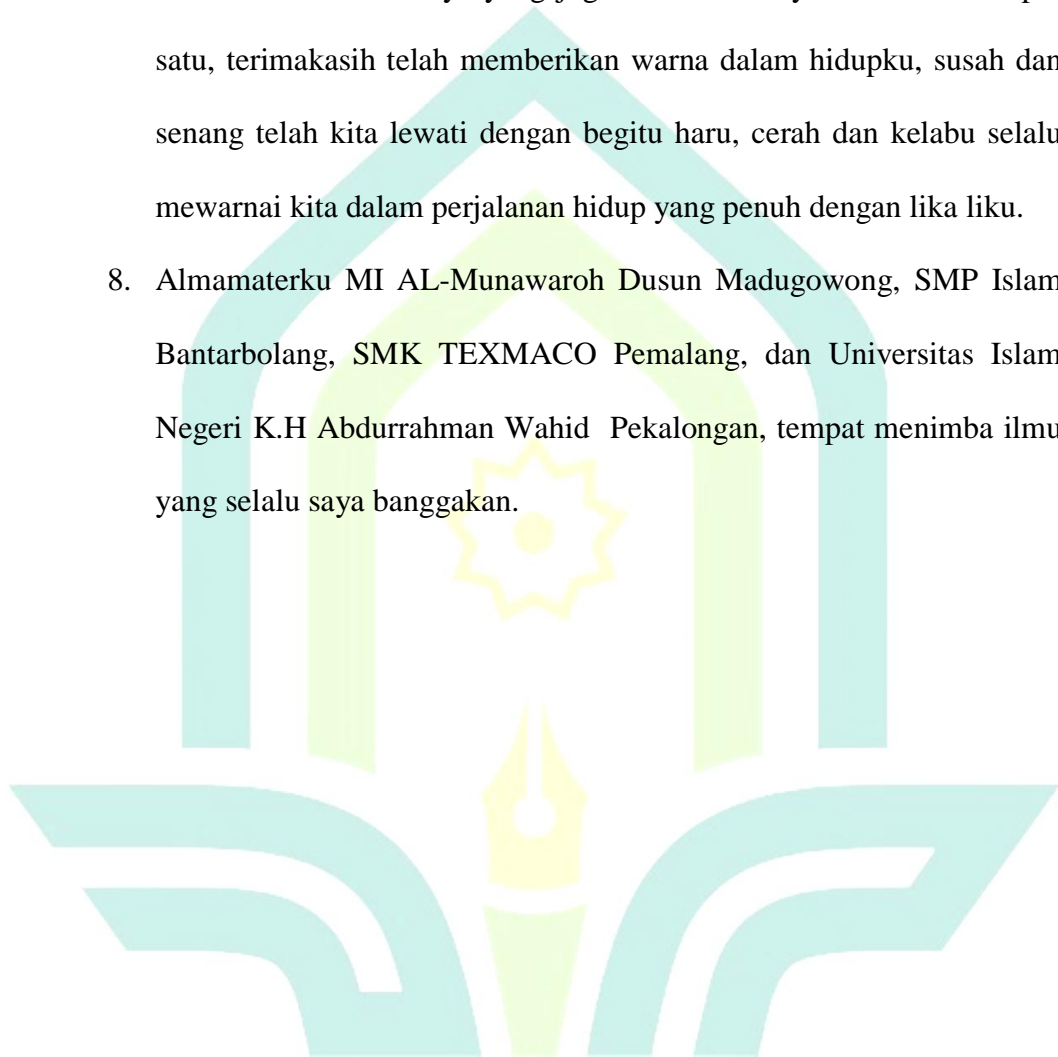 satu, terimakasih telah memberikan warna dalam hidupku, susah dan
senang telah kita lewati dengan begitu haru, cerah dan kelabu selalu
mewarnai kita dalam perjalanan hidup yang penuh dengan lika liku.
8. Almamaterku MI AL-Munawaroh Dusun Madugowong, SMP Islam
Bantarbolang, SMK TEXMACO Pemalang, dan Universitas Islam
Negeri K.H Abdurrahman Wahid Pekalongan, tempat menimba ilmu
yang selalu saya banggakan.